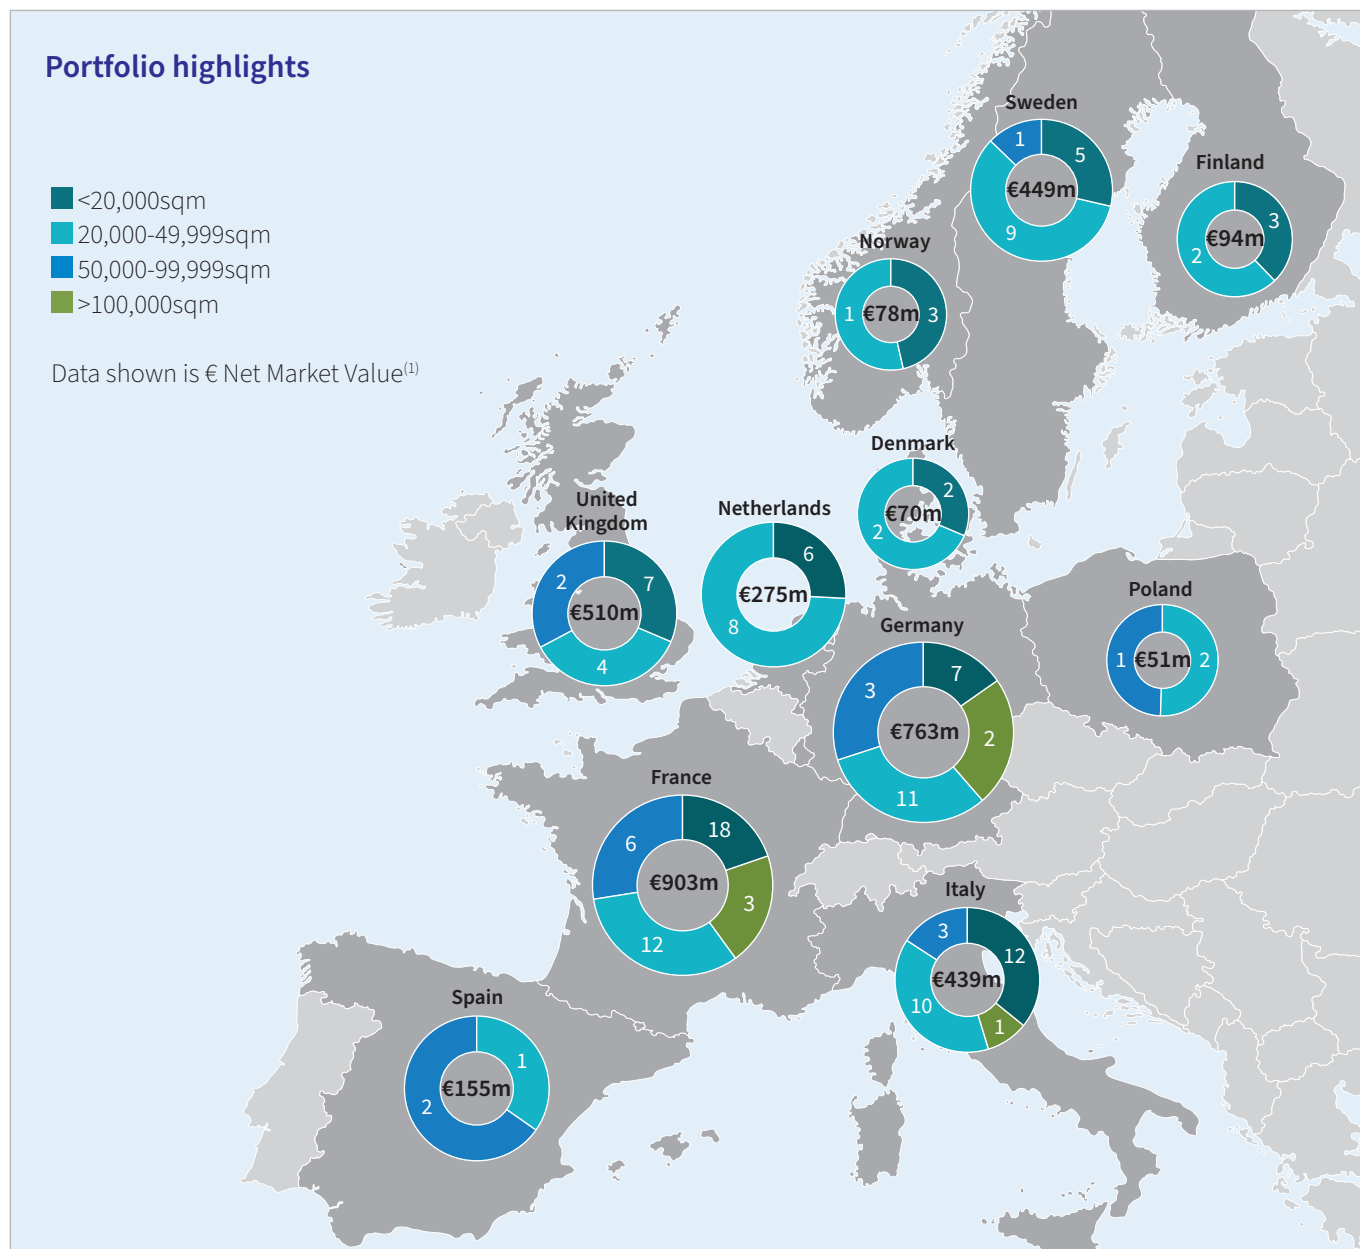 Portfolio highlights
<20,000sqm
20,000-49,999sqm
50,000-99,999sqm
>100,000sqm
Data shown is € Net Market Value(1)
Sweden
1
5
€449m
9
Finland
3
€94m
2
Norway
1
€78m
3
Denmark
2
€70m
2
United
Kingdom
2
7
€510m
4
Netherlands
6
€275m
8
Poland
1
€51m
2
Germany
3
7
€763m
2
11
France
18
6
€903m
3
12
Italy
3
12
€439m
10
1
Spain
1
€155m
2